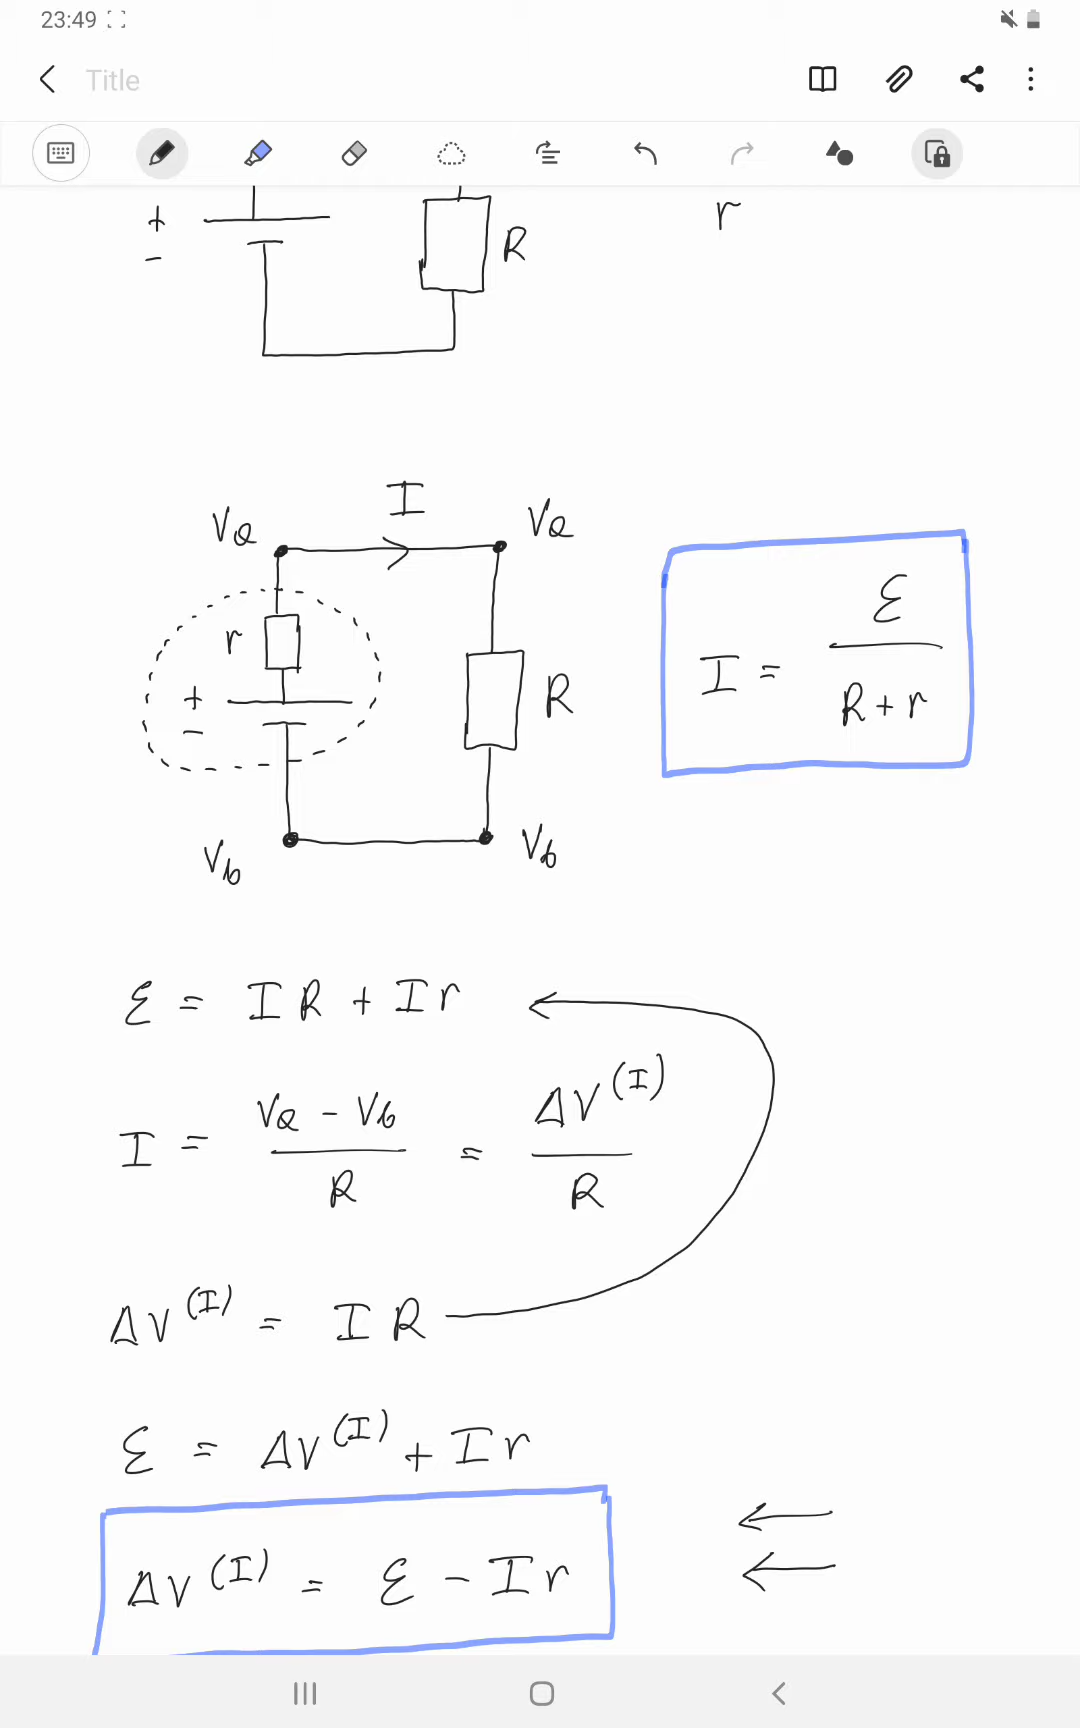 23:49
Title
+
-
R
r
I
Va
Va
r
+
-
R
Vb
Vb
I = ε / (R + r)
ε = IR + Ir
I = (Va - Vb) / R = ΔV^(I) / R
ΔV^(I) = IR
ε = ΔV^(I) + Ir
ΔV^(I) = ε - Ir